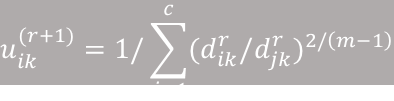 u_{ik}^{(r+1)} = 1/ \sum^{c} (d_{ik}^{r}/d_{jk}^{r})^{2/(m-1)}